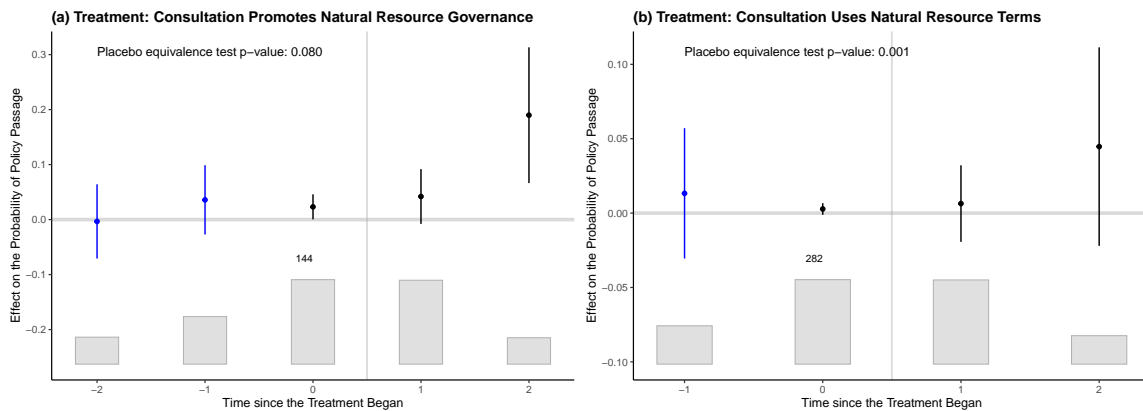 (a) Treatment: Consultation Promotes Natural Resource Governance
Placebo equivalence test p−value: 0.080
Effect on the Probability of Policy Passage
0.3
0.2
0.1
0.0
−0.1
−0.2
144
−2 −1 0 1 2
Time since the Treatment Began
(b) Treatment: Consultation Uses Natural Resource Terms
Placebo equivalence test p−value: 0.001
Effect on the Probability of Policy Passage
0.10
0.05
0.00
−0.05
−0.10
282
−1 0 1 2
Time since the Treatment Began